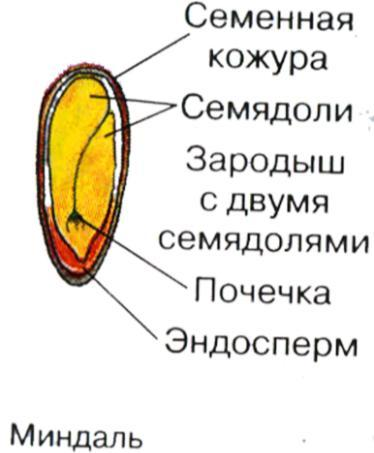 Семенная
кожура
Семядоли
Зародыш
с двумя
семядолями
Почечка
Эндосперм
Миндаль